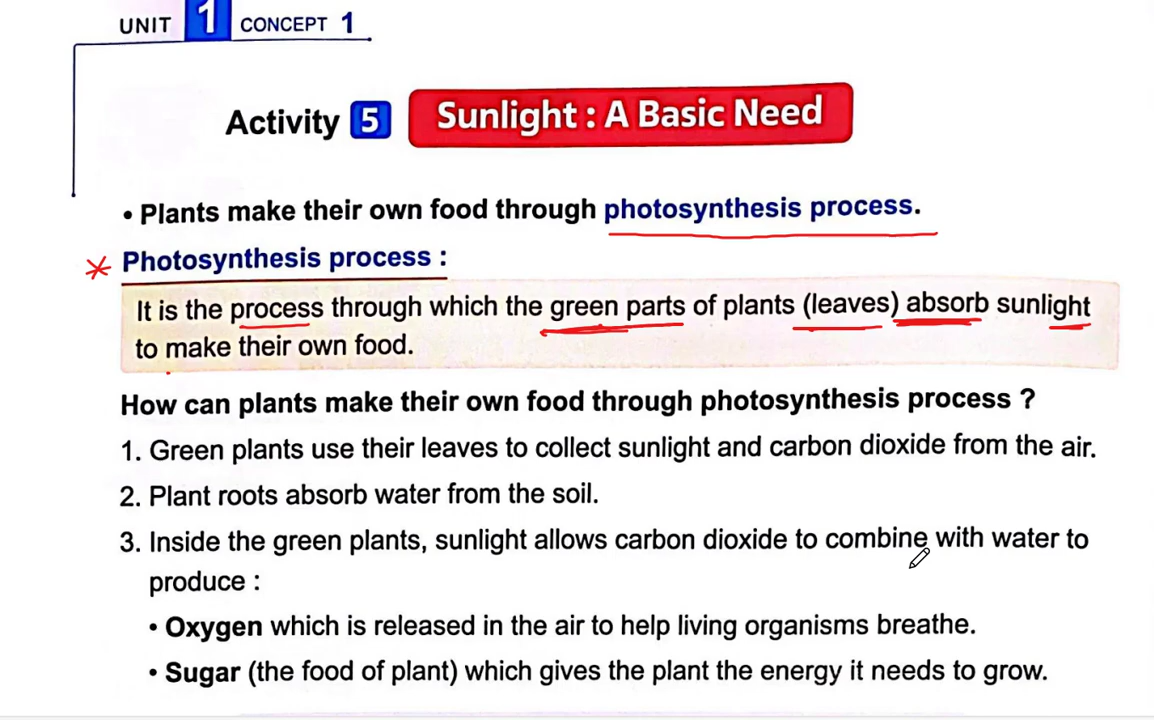 UNIT 1 CONCEPT 1
Activity 5 Sunlight : A Basic Need
• Plants make their own food through photosynthesis process.
* Photosynthesis process :
It is the process through which the green parts of plants (leaves) absorb sunlight
to make their own food.
How can plants make their own food through photosynthesis process ?
1. Green plants use their leaves to collect sunlight and carbon dioxide from the air.
2. Plant roots absorb water from the soil.
3. Inside the green plants, sunlight allows carbon dioxide to combine with water to
produce :
• Oxygen which is released in the air to help living organisms breathe.
• Sugar (the food of plant) which gives the plant the energy it needs to grow.